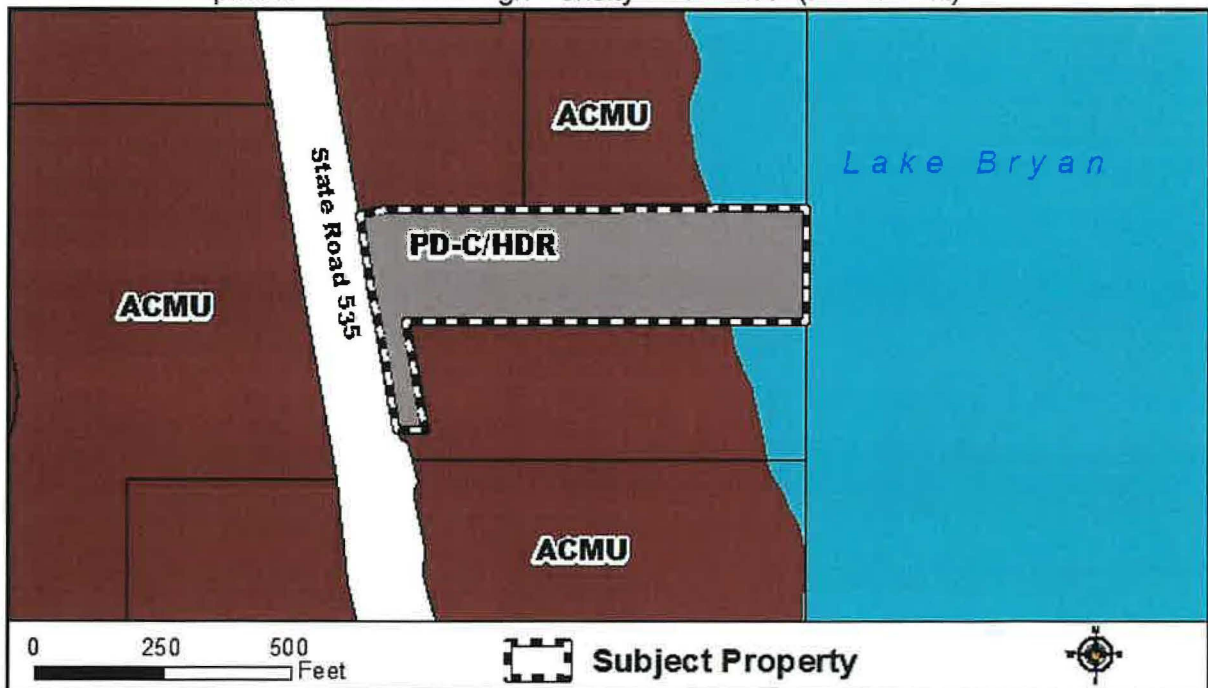 ACMU
Lake Bryan
State Road 535
PD-C/HDR
ACMU
ACMU
0 250 500
Feet
Subject Property